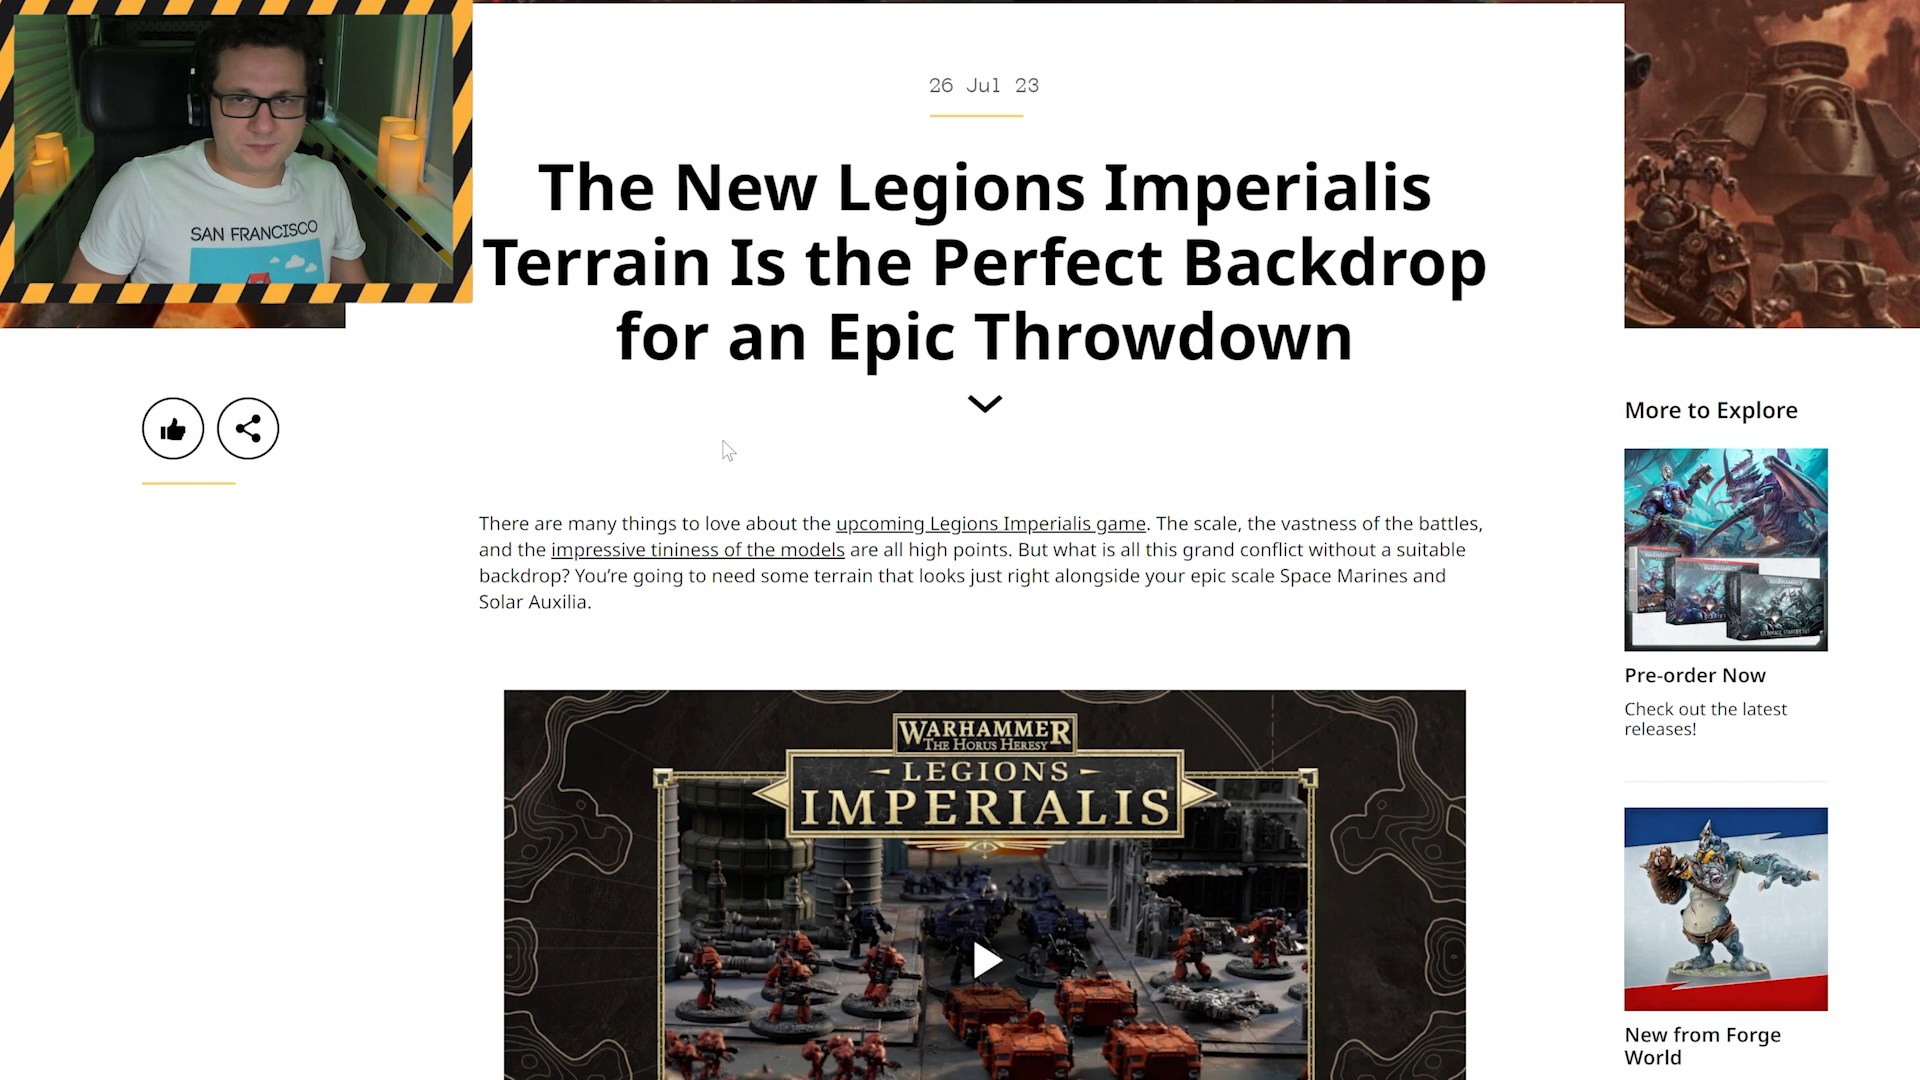 SAN FRANCISCO
26 Jul 23
The New Legions Imperialis
Terrain Is the Perfect Backdrop
for an Epic Throwdown
There are many things to love about the upcoming Legions Imperialis game. The scale, the vastness of the battles,
and the impressive tininess of the models are all high points. But what is all this grand conflict without a suitable
backdrop? You’re going to need some terrain that looks just right alongside your epic scale Space Marines and
Solar Auxilia.
WARHAMMER
THE HORUS HERESY
LEGIONS
IMPERIALIS
More to Explore
WARHAMMER
WARHAMMER
ULTIMATE STARTER SET
Pre-order Now
Check out the latest
releases!
New from Forge
World